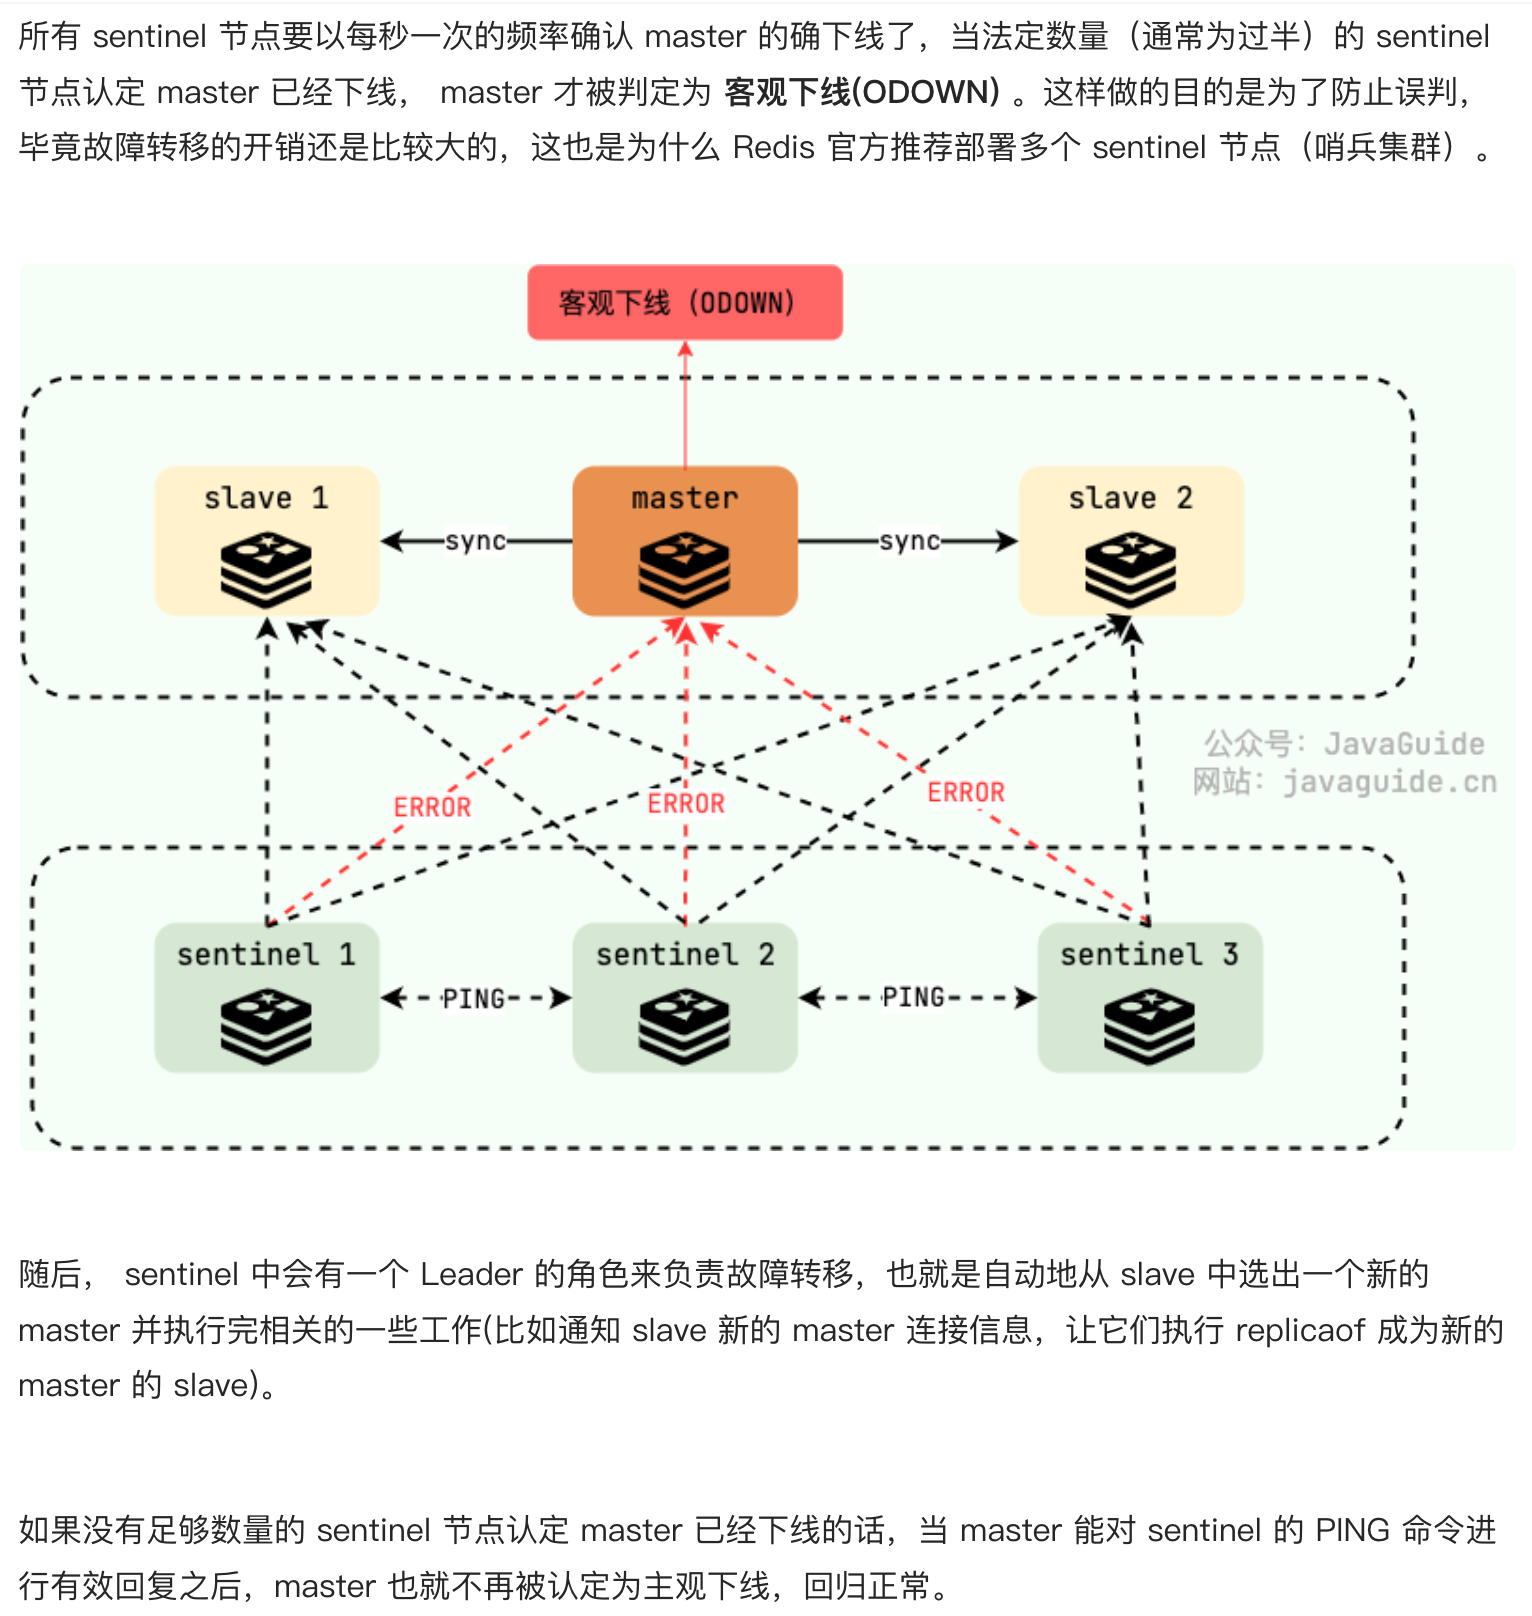 所有 sentinel 节点要以每秒一次的频率确认 master 的确下线了，当法定数量（通常为过半）的 sentinel
节点认定 master 已经下线， master 才被判定为 客观下线(ODOWN) 。这样做的目的是为了防止误判，
毕竟故障转移的开销还是比较大的，这也是为什么 Redis 官方推荐部署多个 sentinel 节点（哨兵集群）。
客观下线（ODOWN）
slave 1
master
slave 2
sync
sync
公众号：JavaGuide
网站：javaguide.cn
ERROR
ERROR
ERROR
sentinel 1
sentinel 2
sentinel 3
PING
PING
随后， sentinel 中会有一个 Leader 的角色来负责故障转移，也就是自动地从 slave 中选出一个新的
master 并执行完相关的一些工作(比如通知 slave 新的 master 连接信息，让它们执行 replicaof 成为新的
master 的 slave)。
如果没有足够数量的 sentinel 节点认定 master 已经下线的话，当 master 能对 sentinel 的 PING 命令进
行有效回复之后，master 也就不再被认定为主观下线，回归正常。